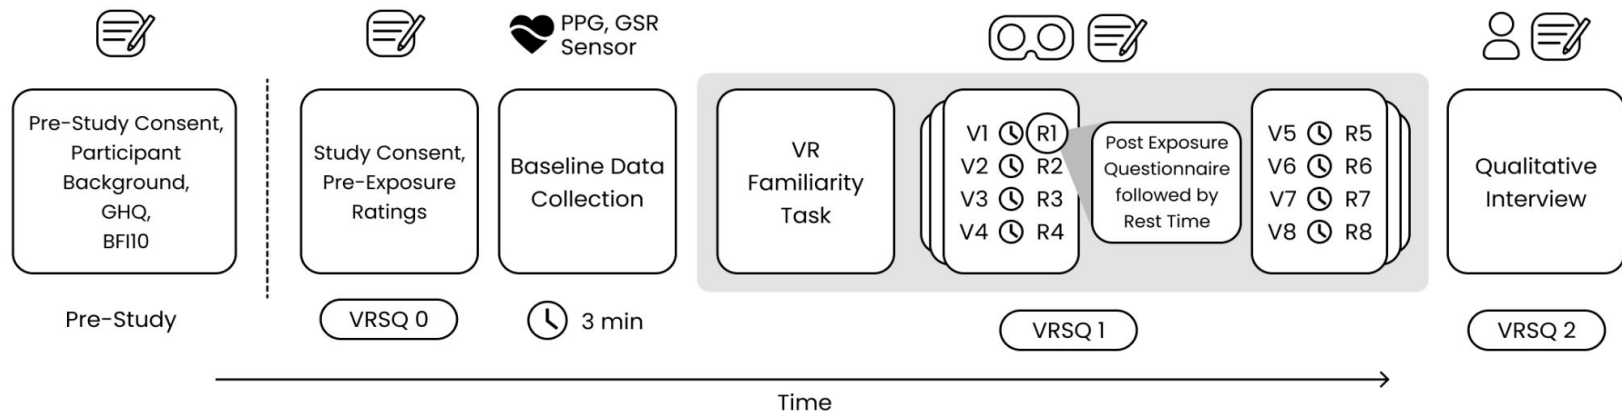 PPG, GSR
Sensor
Pre-Study Consent,
Participant
Background,
GHQ,
BFI10
Study Consent,
Pre-Exposure
Ratings
Baseline Data
Collection
VR
Familiarity
Task
V1 R1
V2 R2
V3 R3
V4 R4
Post Exposure
Questionnaire
followed by
Rest Time
V5 R5
V6 R6
V7 R7
V8 R8
Qualitative
Interview
Pre-Study
VRSQ 0
3 min
VRSQ 1
VRSQ 2
Time